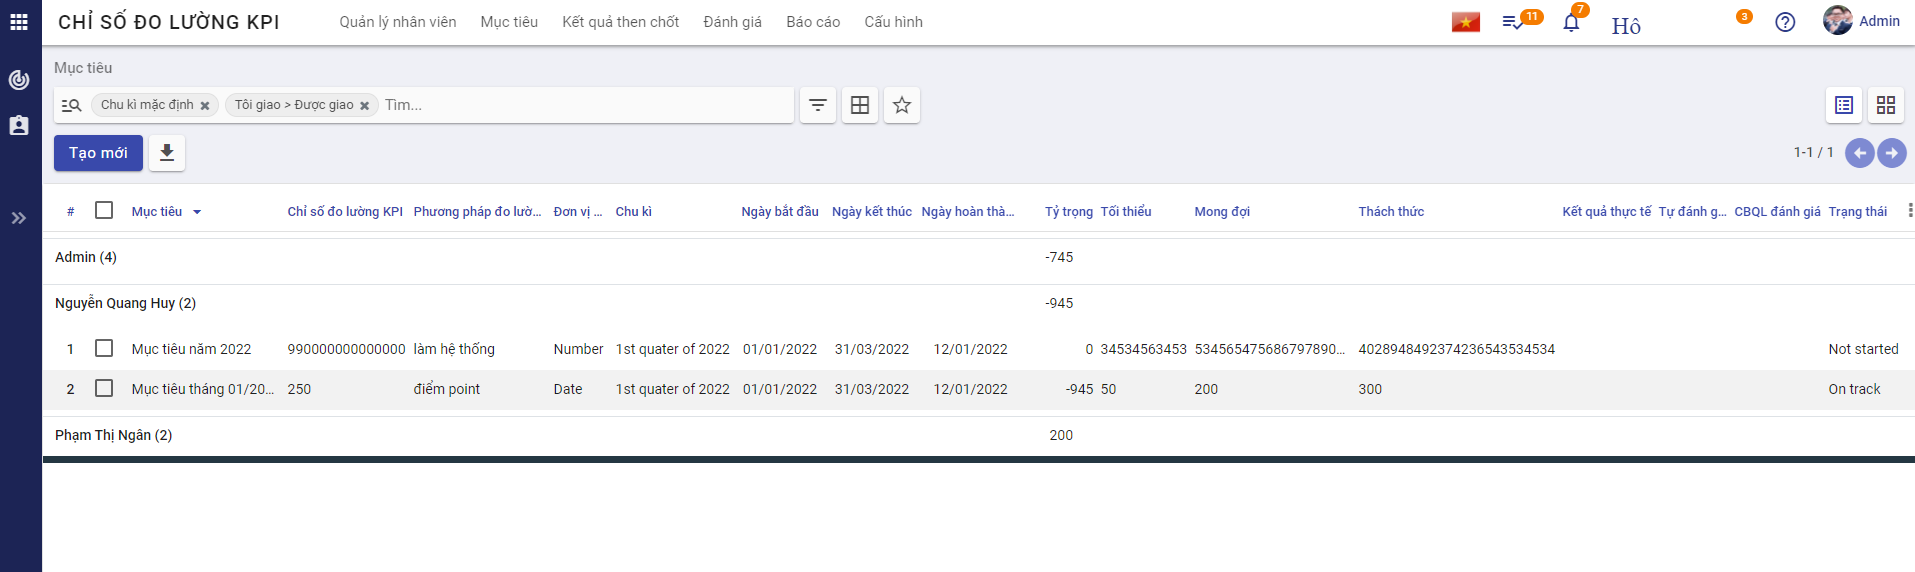 CHỈ SỐ ĐO LƯỜNG KPI Quản lý nhân viên Mục tiêu Kết quả then chốt Đánh giá Báo cáo Cấu hình 11 7 Hô 3 Admin
Mục tiêu
Chu kì mặc định Tôi giao > Được giao Tìm...
Tạo mới 1-1 / 1
# Mục tiêu Chỉ số đo lường KPI Phương pháp đo lườ... Đơn vị ... Chu kì Ngày bắt đầu Ngày kết thúc Ngày hoàn thà... Tỷ trọng Tối thiểu Mong đợi Thách thức Kết quả thực tế Tự đánh g... CBQL đánh giá Trạng thái
Admin (4) -745
Nguyễn Quang Huy (2) -945
1 Mục tiêu năm 2022 990000000000000 làm hệ thống Number 1st quater of 2022 01/01/2022 31/03/2022 12/01/2022 0 34534563453 534565475686797890... 4028948492374236543534534 Not started
2 Mục tiêu tháng 01/20... 250 điểm point Date 1st quater of 2022 01/01/2022 31/03/2022 12/01/2022 -945 50 200 300 On track
Phạm Thị Ngân (2) 200